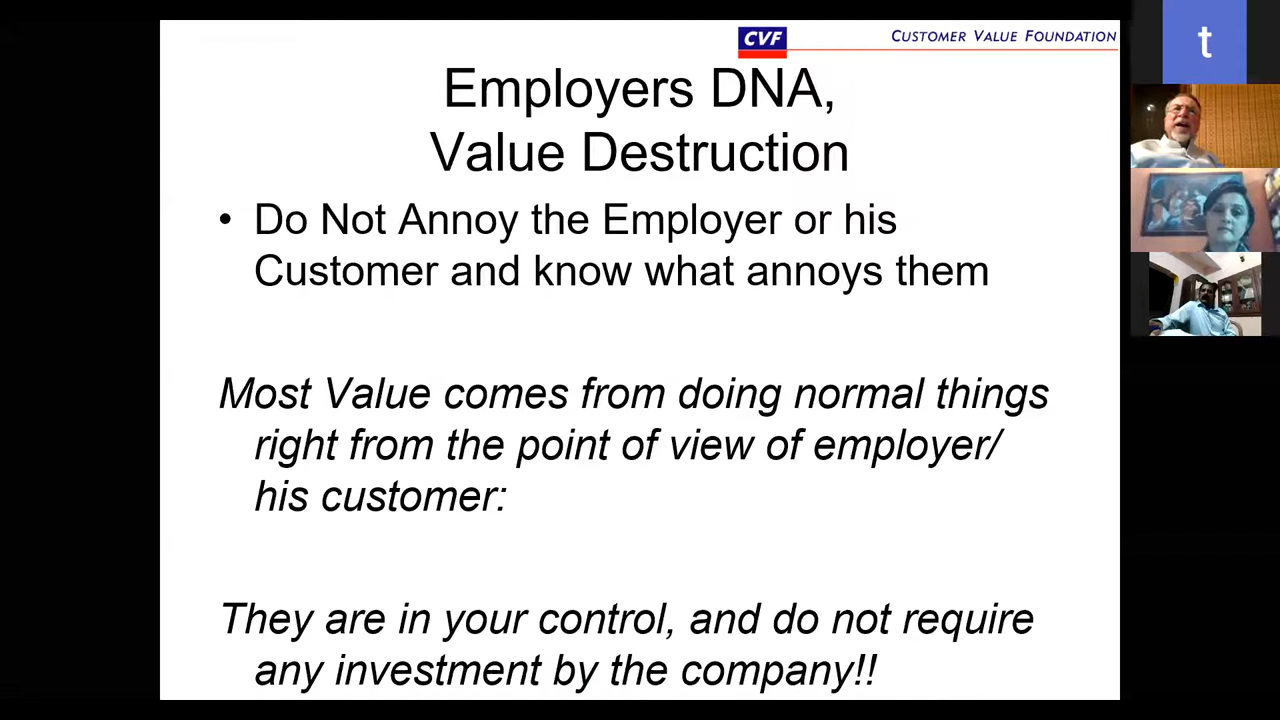 CVF
CUSTOMER VALUE FOUNDATION
Employers DNA,
Value Destruction
• Do Not Annoy the Employer or his
Customer and know what annoys them
Most Value comes from doing normal things
right from the point of view of employer/
his customer:
They are in your control, and do not require
any investment by the company!!
t